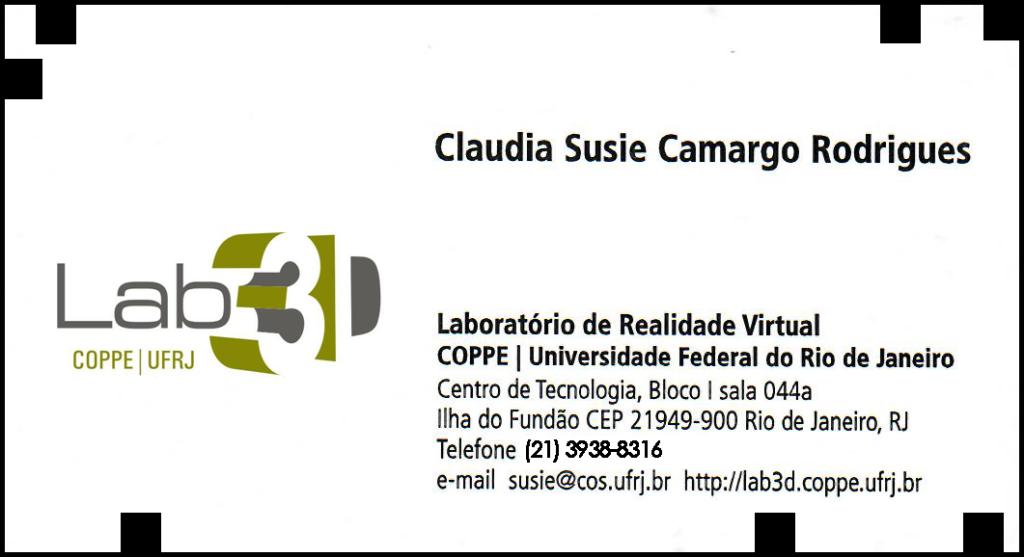 Claudia Susie Camargo Rodrigues
Lab3D
COPPE | UFRJ
Laboratório de Realidade Virtual
COPPE | Universidade Federal do Rio de Janeiro
Centro de Tecnologia, Bloco I sala 044a
Ilha do Fundão CEP 21949-900 Rio de Janeiro, RJ
Telefone (21) 3938-8316
e-mail susie@cos.ufrj.br http://lab3d.coppe.ufrj.br